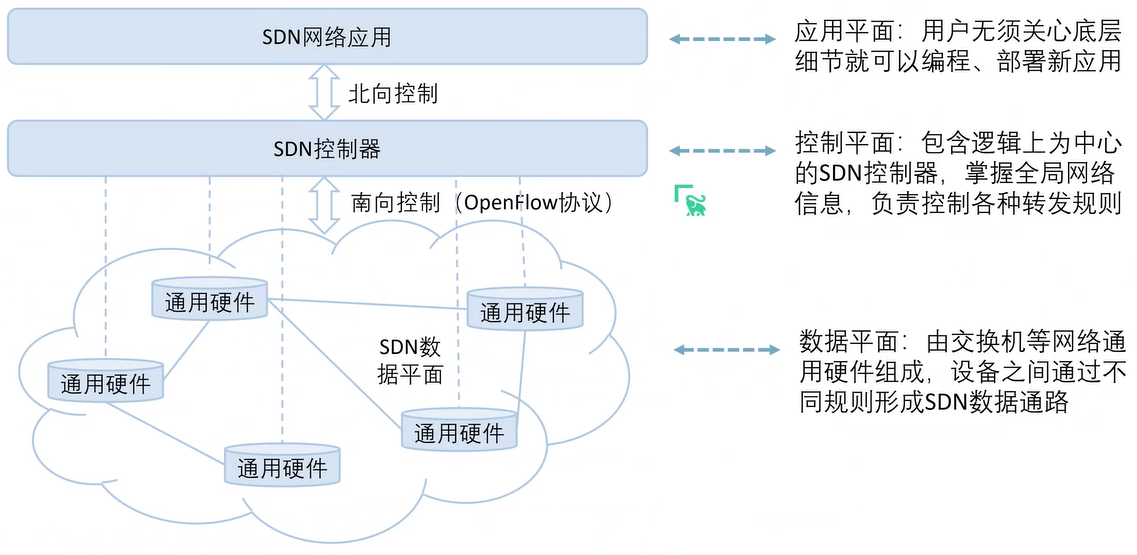 SDN网络应用
应用平面：用户无须关心底层
细节就可以编程、部署新应用
北向控制
SDN控制器
控制平面：包含逻辑上为中心
的SDN控制器，掌握全局网络
信息，负责控制各种转发规则
南向控制（OpenFlow协议）
通用硬件
通用硬件
SDN数
据平面
通用硬件
通用硬件
通用硬件
数据平面：由交换机等网络通
用硬件组成，设备之间通过不
同规则形成SDN数据通路